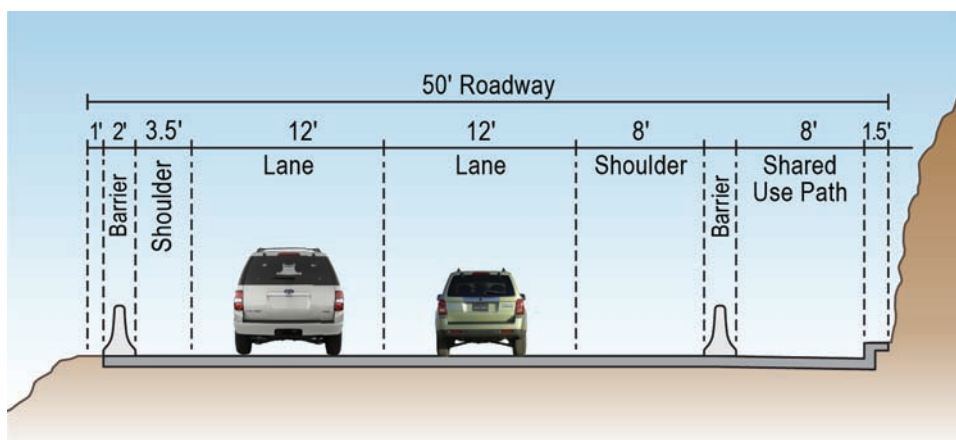 50' Roadway
1' 2' 3.5' 12' 12' 8' 8' 1.5'
Barrier
Shoulder
Lane
Lane
Shoulder
Barrier
Shared
Use Path